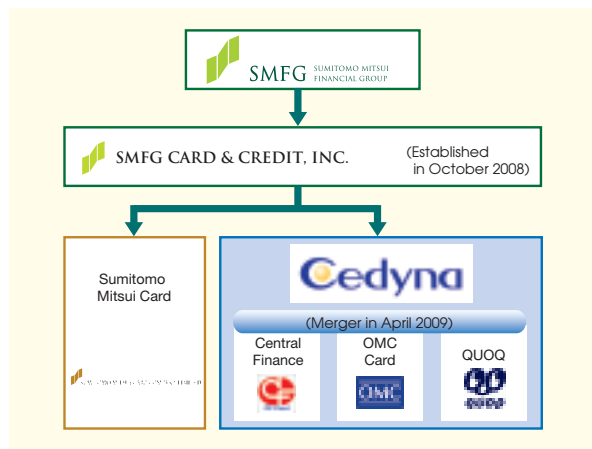 SMFG SUMITOMO MITSUI
FINANCIAL GROUP
SMFG CARD & CREDIT, INC.
(Established
in October 2008)
Sumitomo
Mitsui Card
Cedyna
(Merger in April 2009)
Central
Finance
OMC
Card
OMC
QUOQ